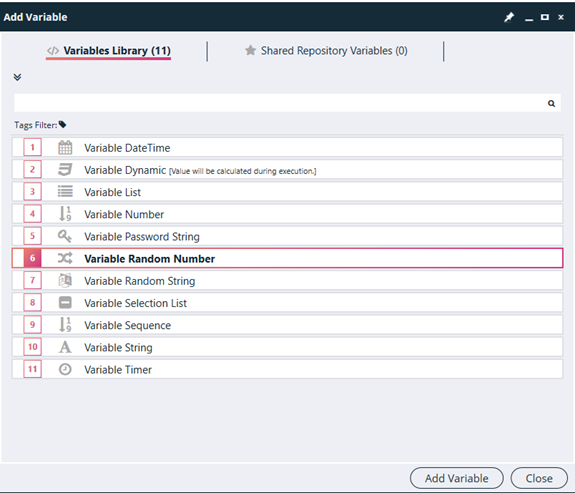 Add Variable
Variables Library (11)
Shared Repository Variables (0)
Tags Filter:
1 Variable DateTime
2 Variable Dynamic [Value will be calculated during execution.]
3 Variable List
4 Variable Number
5 Variable Password String
6 Variable Random Number
7 Variable Random String
8 Variable Selection List
9 Variable Sequence
10 Variable String
11 Variable Timer
Add Variable Close